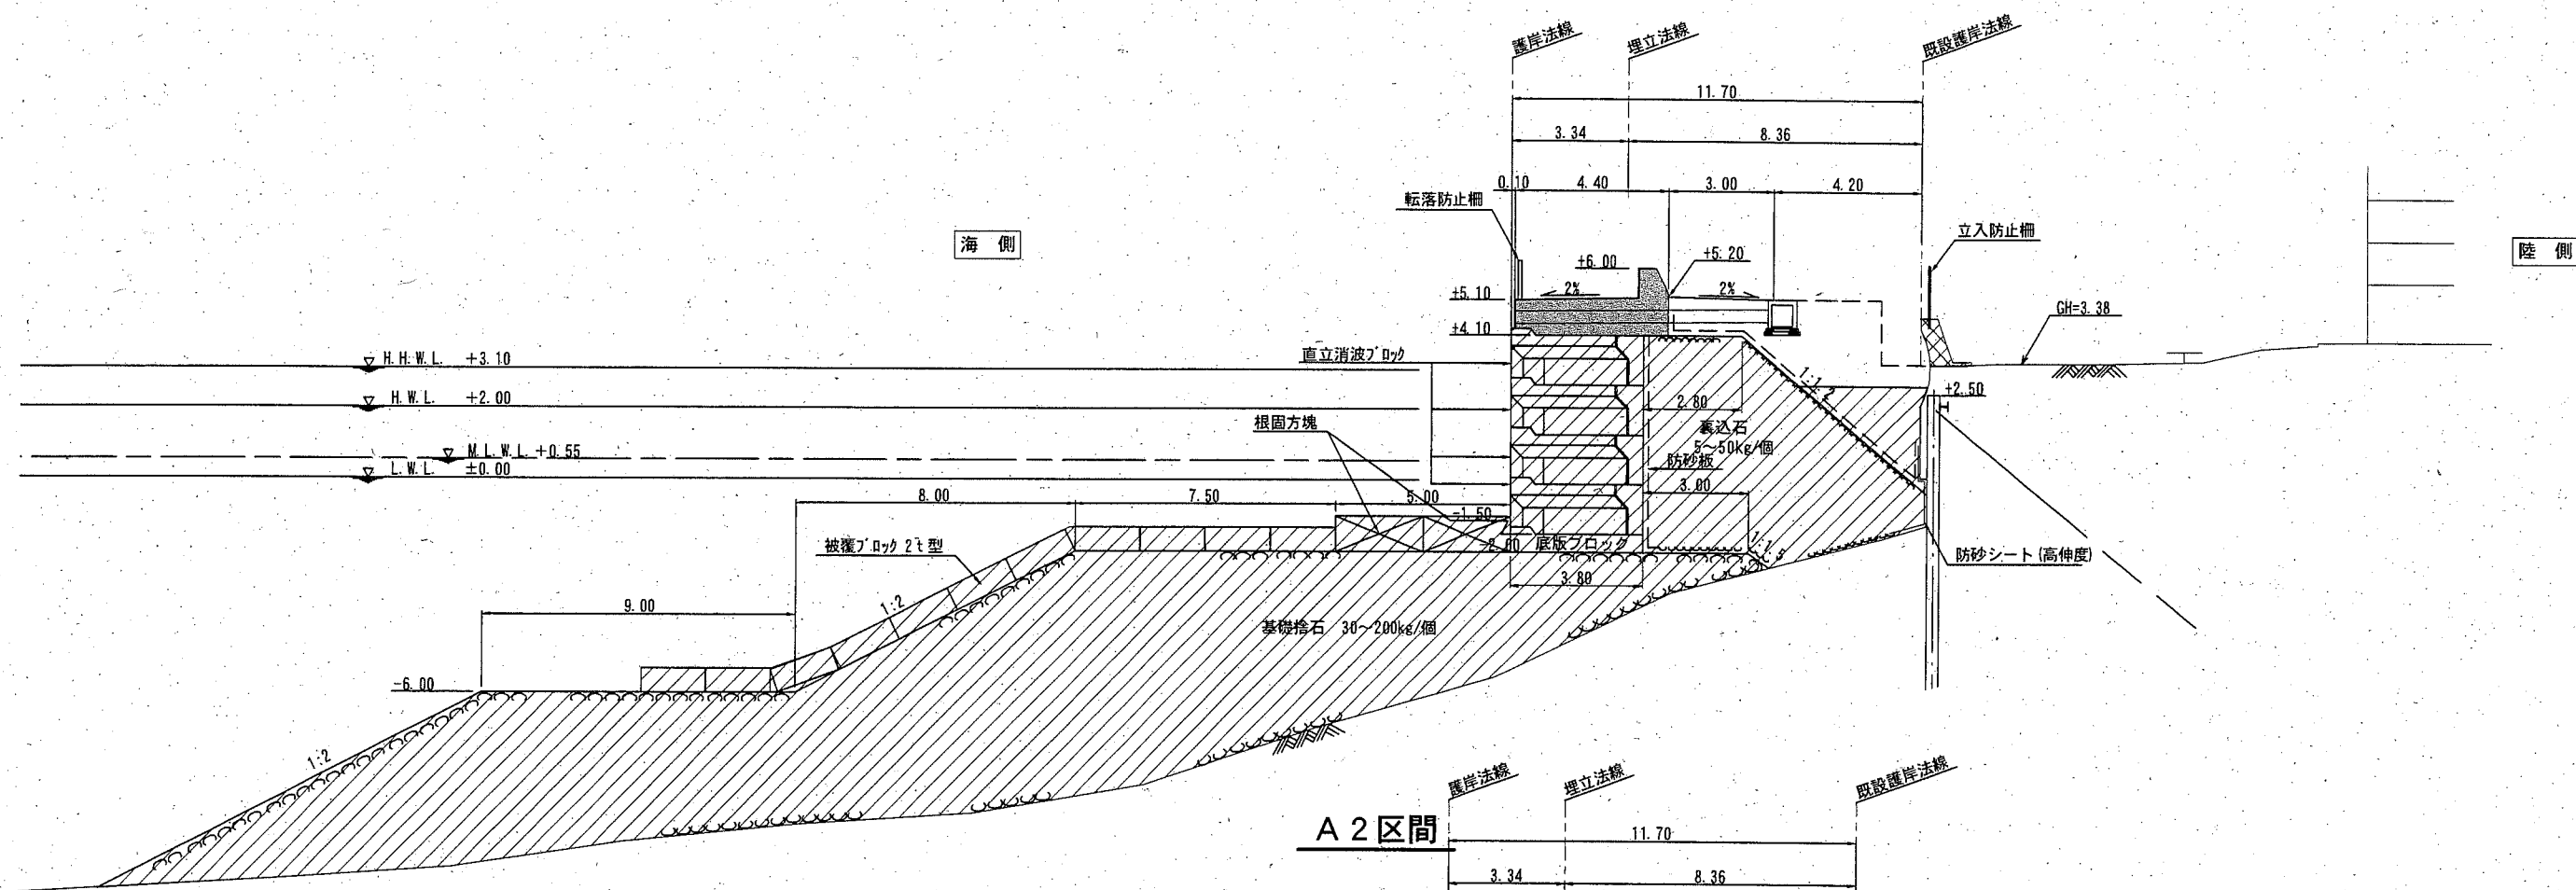 護岸法線
埋立法線
既設護岸法線
11.70
3.34
8.36
0.10
4.40
3.00
4.20
転落防止柵
立入防止柵
海 側
陸 側
+6.00
+5.20
2%
2%
+5.10
+4.10
GH=3.38
直立消波ブロック
H.H.W.L. +3.10
H.W.L. +2.00
M.L.W.L. +0.55
L.W.L. ±0.00
1:1.2
+2.50
2.80
根固方塊
裏込石
5～50kg/個
防砂板
3.00
8.00
7.50
5.00
-1.50
被覆ブロック 2t型
底版ブロック
1:1.5
防砂シート(高伸度)
3.80
9.00
1:2
基礎捨石 30～200kg/個
-6.00
1:2
護岸法線
埋立法線
既設護岸法線
A2区間
11.70
3.34
8.36